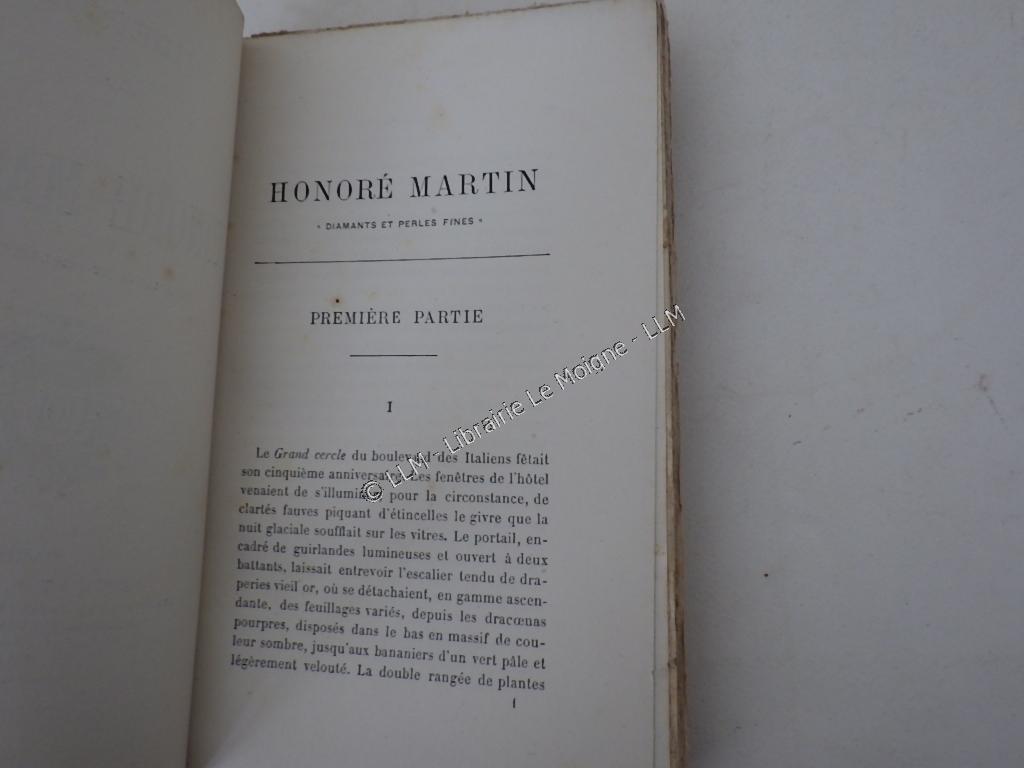 HONORÉ MARTIN
« DIAMANTS ET PERLES FINES »
PREMIÈRE PARTIE
I
Le Grand cercle du boulevard des Italiens fêtait
son cinquième anniversaire. Les fenêtres de l'hôtel
venaient de s'illuminer, pour la circonstance, de
clartés fauves piquant d'étincelles le givre que la
nuit glaciale soufflait sur les vitres. Le portail, en-
cadré de guirlandes lumineuses et ouvert à deux
battants, laissait entrevoir l'escalier tendu de dra-
peries vieil or, où se détachaient, en gamme ascen-
dante, des feuillages variés, depuis les dracœnas
pourpres, disposés dans le bas en massif de cou-
leur sombre, jusqu'aux bananiers d'un vert pâle et
légèrement velouté. La double rangée de plantes
1
© LLM - Librairie Le Moigne - LLM